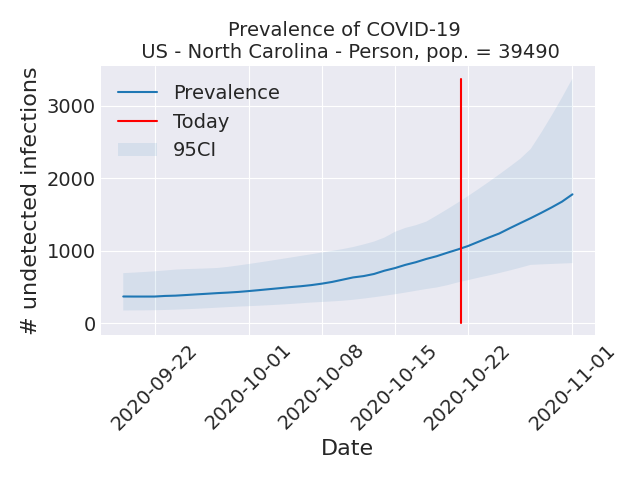 Prevalence of COVID-19
US - North Carolina - Person, pop. = 39490
# undetected infections
3000
2000
1000
0
Prevalence
Today
95CI
2020-09-22
2020-10-01
2020-10-08
2020-10-15
2020-10-22
2020-11-01
Date